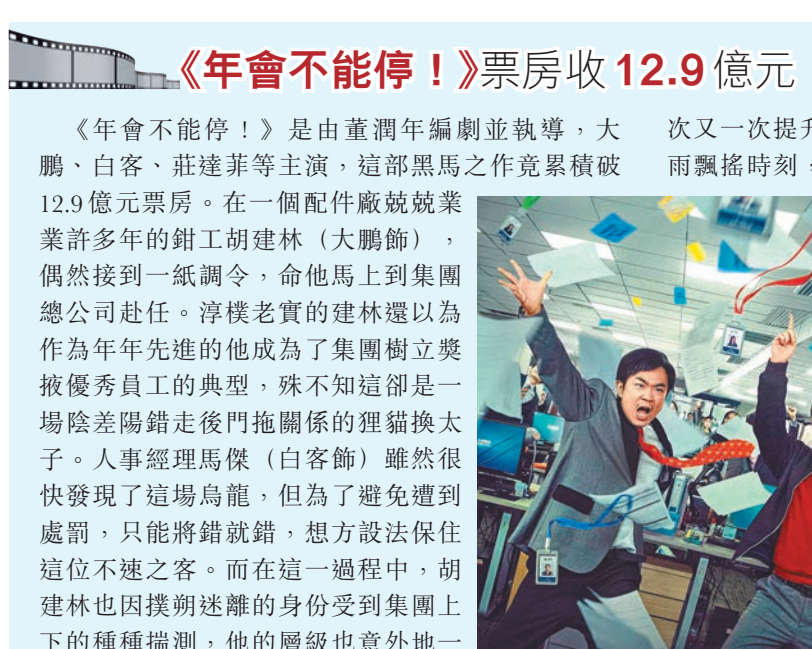 《年會不能停！》票房收12.9億元
《年會不能停！》是由董潤年編劇並執導，大
鵬、白客、莊達菲等主演，這部黑馬之作竟累積破
12.9億元票房。在一個配件廠兢兢業
業許多年的鉗工胡建林（大鵬飾），
偶然接到一紙調令，命他馬上到集團
總公司赴任。淳樸老實的建林還以為
作為年年先進的他成為了集團樹立獎
掖優秀員工的典型，殊不知這卻是一
場陰差陽錯走後門拖關係的狸貓換太
子。人事經理馬傑（白客飾）雖然很
快發現了這場烏龍，但為了避免遭到
處罰，只能將錯就錯，想方設法保住
這位不速之客。而在這一過程中，胡
建林也因撲朔迷離的身份受到集團上
下的種種揣測，他的層級也意外地一
次又一次提升
雨飄搖時刻，